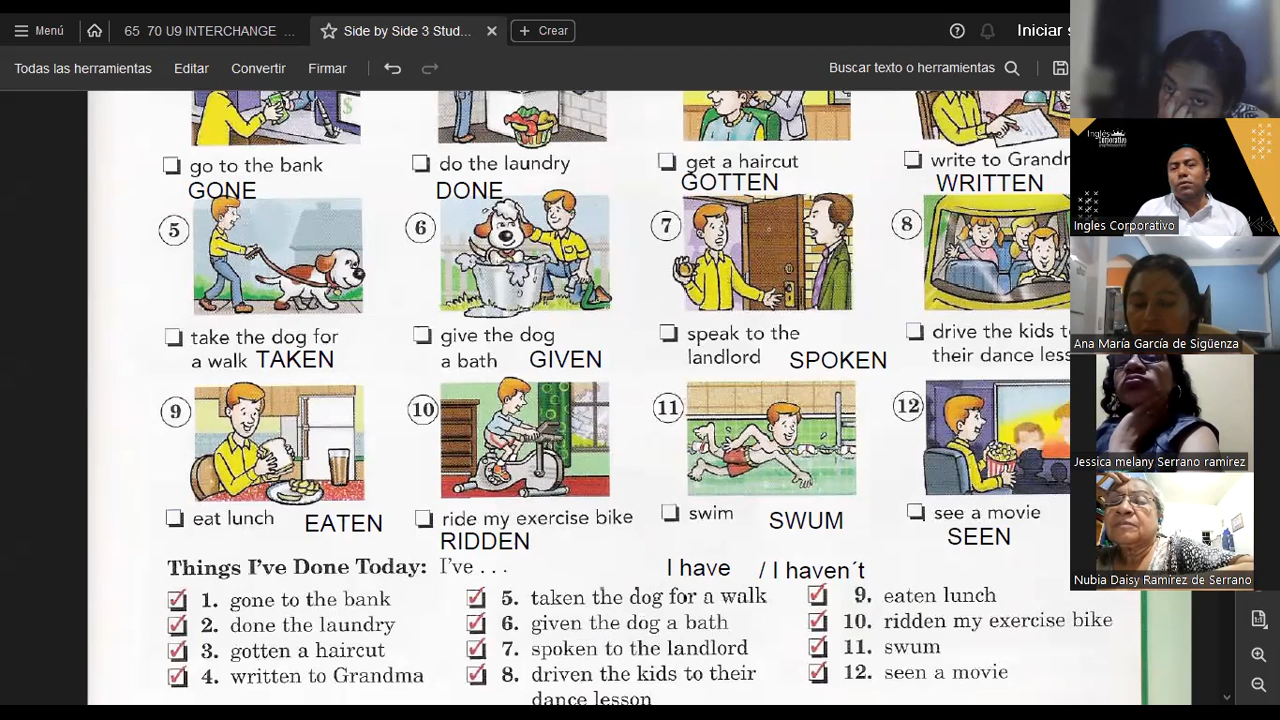 Menú
65 70 U9 INTERCHANGE ...
Side by Side 3 Stud...
Crear
Iniciar
Todas las herramientas
Editar
Convertir
Firmar
Buscar texto o herramientas
Inglés
Corporativo
Ingles Corporativo
go to the bank
do the laundry
get a haircut
write to
GONE
DONE
GOTTEN
WRITTEN
5
6
7
8
take the dog for
a walk TAKEN
give the dog
a bath GIVEN
speak to the
landlord SPOKEN
drive the kids
their dance
Ana María García de Sigüenza
9
10
11
12
Jessica melany Serrano ramirez
eat lunch EATEN
ride my exercise bike
RIDDEN
swim SWUM
see a movie
SEEN
Nubia Daisy Ramírez de Serrano
Things I've Done Today: I've . . .
I have / I haven´t
1. gone to the bank
2. done the laundry
3. gotten a haircut
4. written to Grandma
5. taken the dog for a walk
6. given the dog a bath
7. spoken to the landlord
8. driven the kids to their
dance lesson
9. eaten lunch
10. ridden my exercise bike
11. swum
12. seen a movie